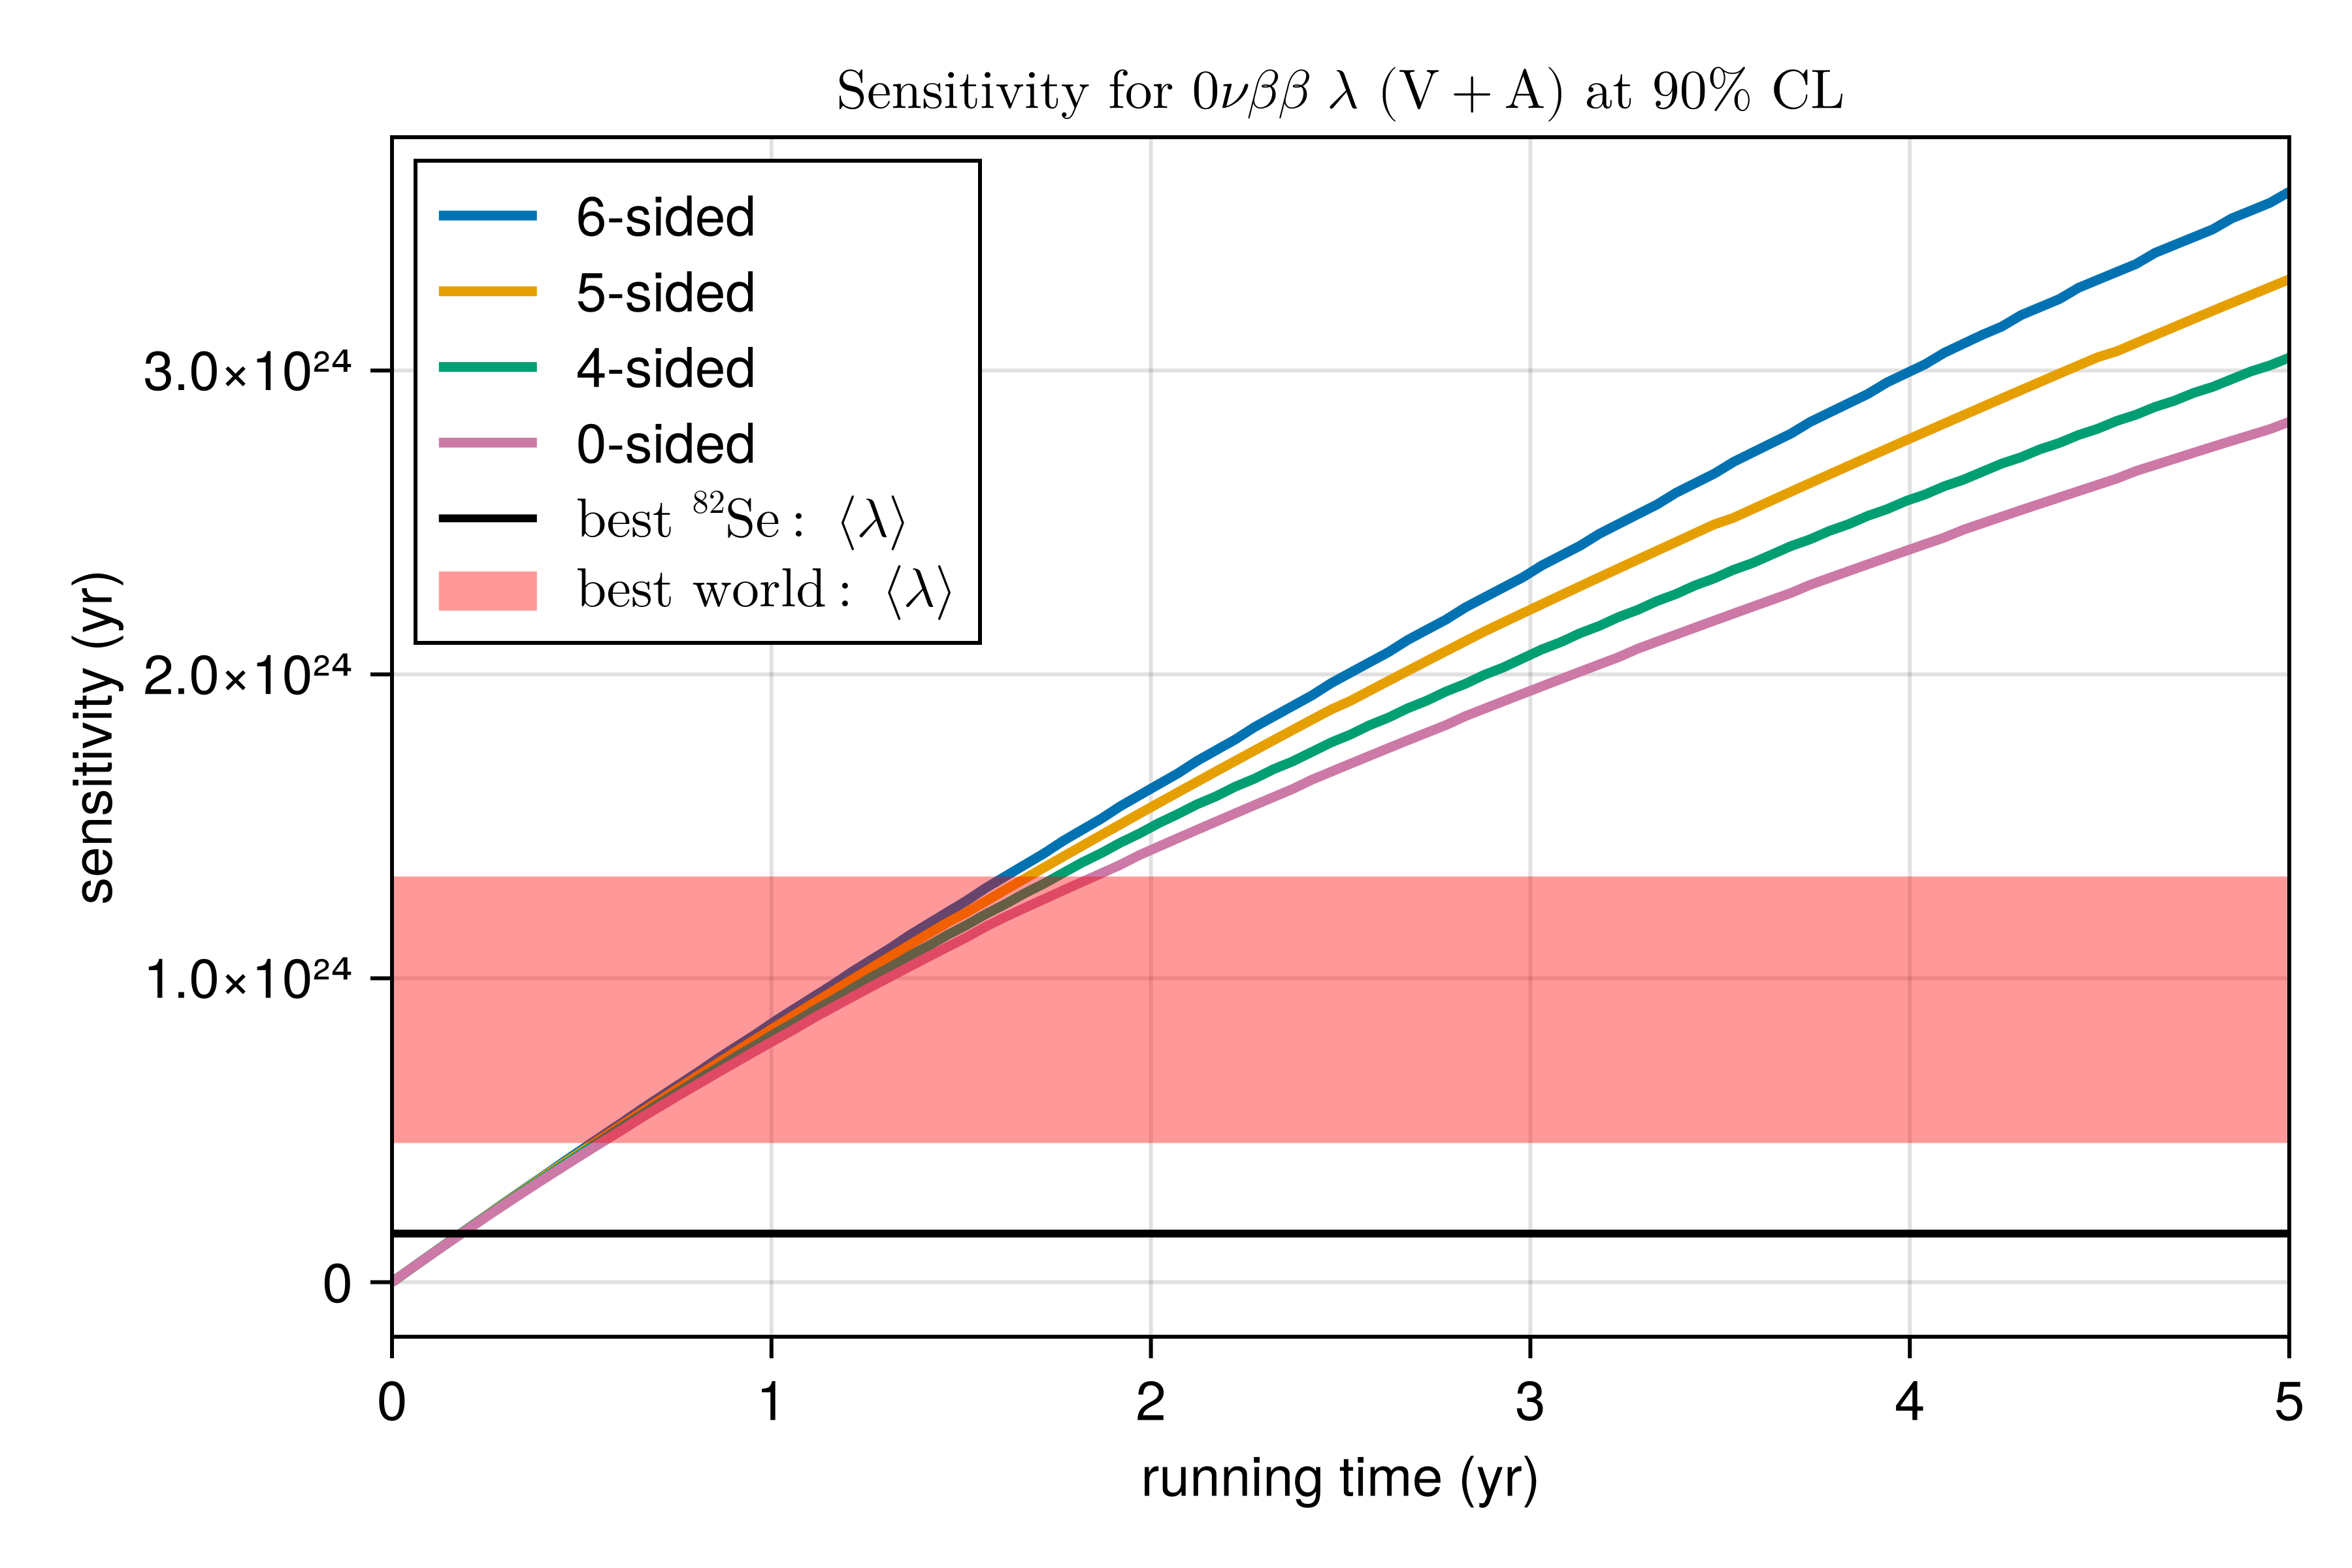 Sensitivity for 0νββ λ (V + A) at 90% CL
6-sided
5-sided
4-sided
0-sided
best ⁸²Se : ⟨λ⟩
best world : ⟨λ⟩
sensitivity (yr)
3.0×10²⁴
2.0×10²⁴
1.0×10²⁴
0
0 1 2 3 4 5
running time (yr)